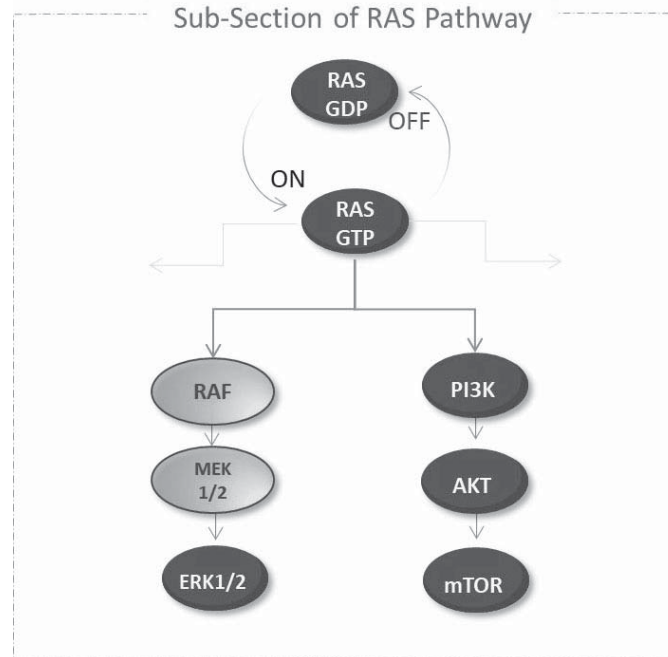 Sub-Section of RAS Pathway
RAS
GDP
OFF
ON
RAS
GTP
RAF
PI3K
MEK
1/2
AKT
ERK1/2
mTOR